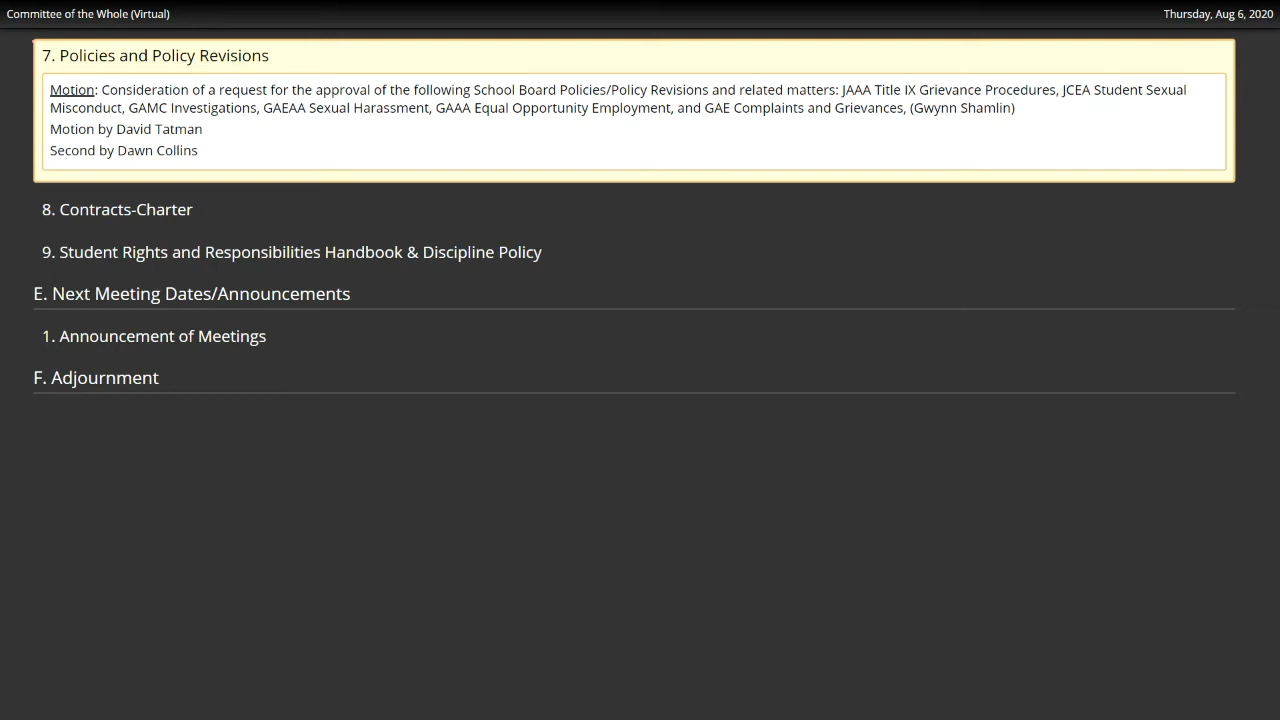 Committee of the Whole (Virtual)
Thursday, Aug 6, 2020
7. Policies and Policy Revisions
Motion: Consideration of a request for the approval of the following School Board Policies/Policy Revisions and related matters: JAAA Title IX Grievance Procedures, JCEA Student Sexual
Misconduct, GAMC Investigations, GAEAA Sexual Harassment, GAAA Equal Opportunity Employment, and GAE Complaints and Grievances, (Gwynn Shamlin)
Motion by David Tatman
Second by Dawn Collins
8. Contracts-Charter
9. Student Rights and Responsibilities Handbook & Discipline Policy
E. Next Meeting Dates/Announcements
1. Announcement of Meetings
F. Adjournment